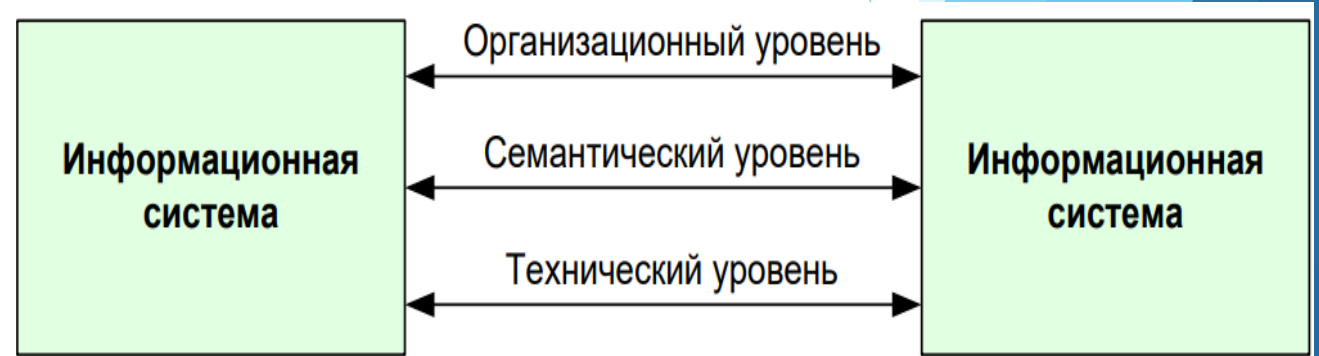 Организационный уровень
Семантический уровень
Технический уровень
Информационная
система
Информационная
система